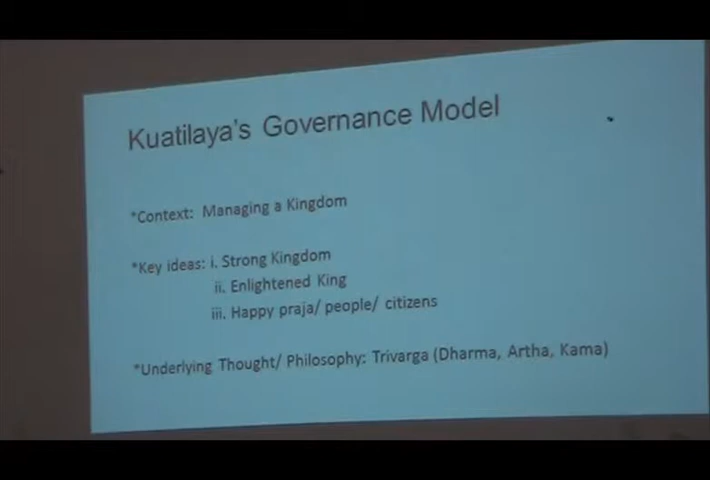 Kuatilaya's Governance Model
*Context: Managing a Kingdom
*Key ideas: i. Strong Kingdom
ii. Enlightened King
iii. Happy praja/ people/ citizens
*Underlying Thought/ Philosophy: Trivarga (Dharma, Artha, Kama)